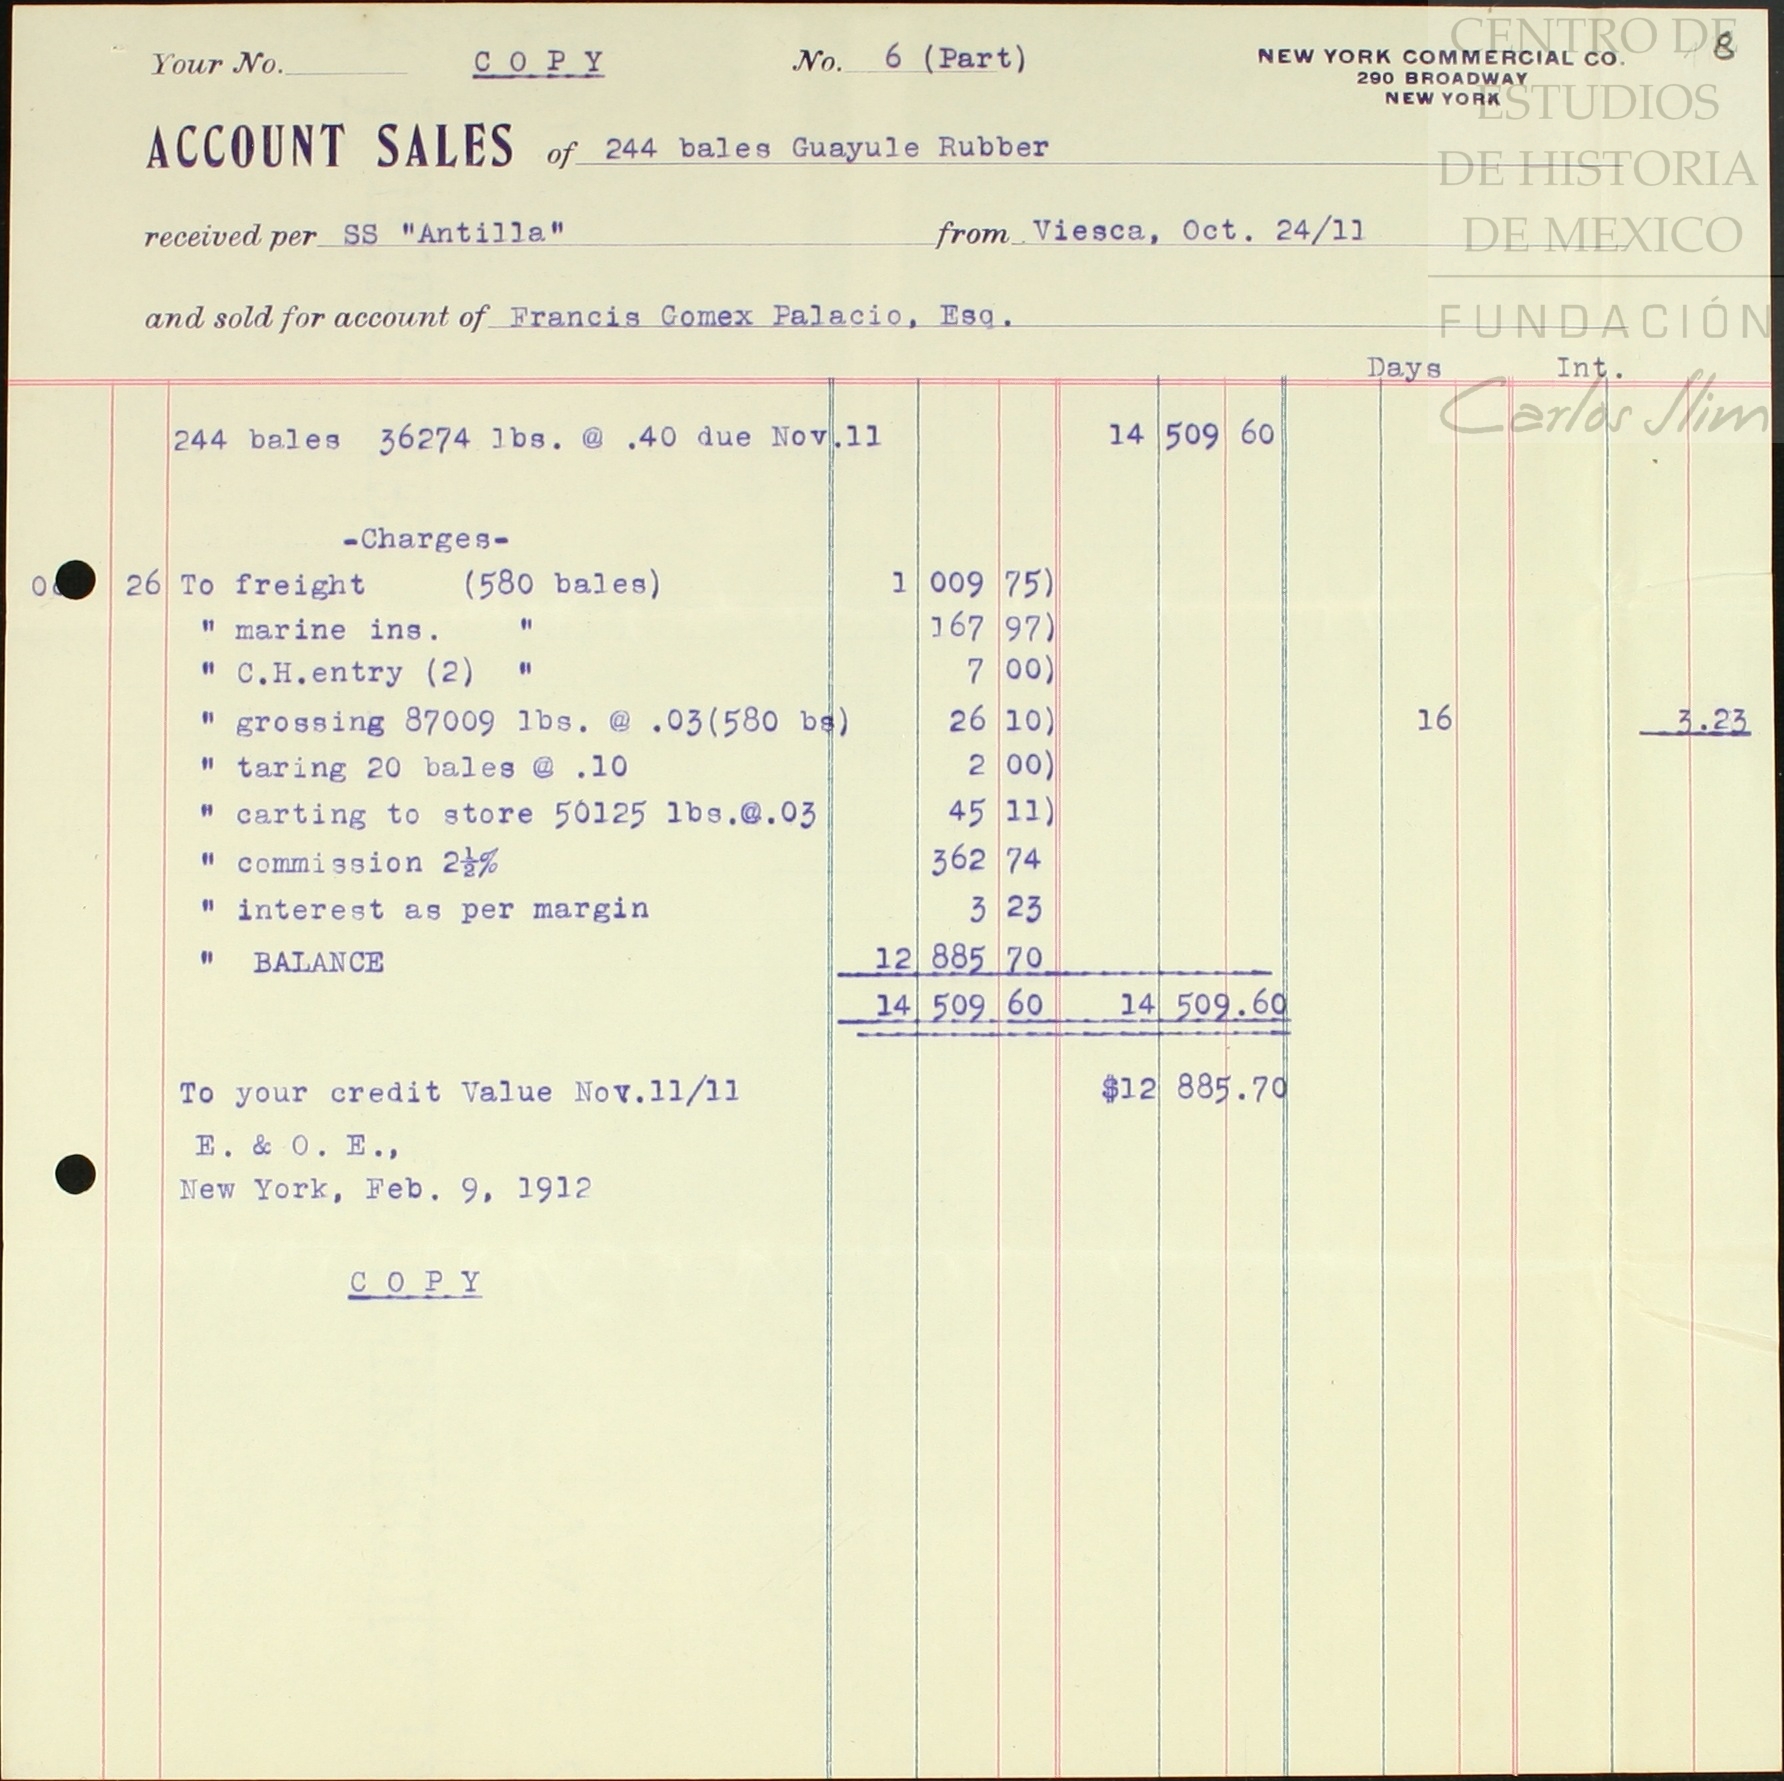 Your No. C O P Y No. 6 (Part) NEW YORK COMMERCIAL CO. 8
290 BROADWAY
NEW YORK
ACCOUNT SALES of 244 bales Guayule Rubber
received per SS "Antilla" from Viesca, Oct. 24/11
and sold for account of Francis Gomex Palacio, Esq.
Days Int.
244 bales 36274 lbs. @ .40 due Nov.11 14 509 60
-Charges-
26 To freight (580 bales) 1 009 75)
" marine ins. " 167 97)
" C.H.entry (2) " 7 00)
" grossing 87009 lbs. @ .03(580 bs) 26 10) 16 3.23
" taring 20 bales @ .10 2 00)
" carting to store 50125 lbs.@.03 45 11)
" commission 2½% 362 74
" interest as per margin 3 23
" BALANCE 12 885 70
14 509 60 14 509.60
To your credit Value Nov.11/11 $12 885.70
E. & O. E.,
New York, Feb. 9, 1912
C O P Y
CENTRO DE
ESTUDIOS
DE HISTORIA
DE MEXICO
FUNDACIÓN
Carlos Slim